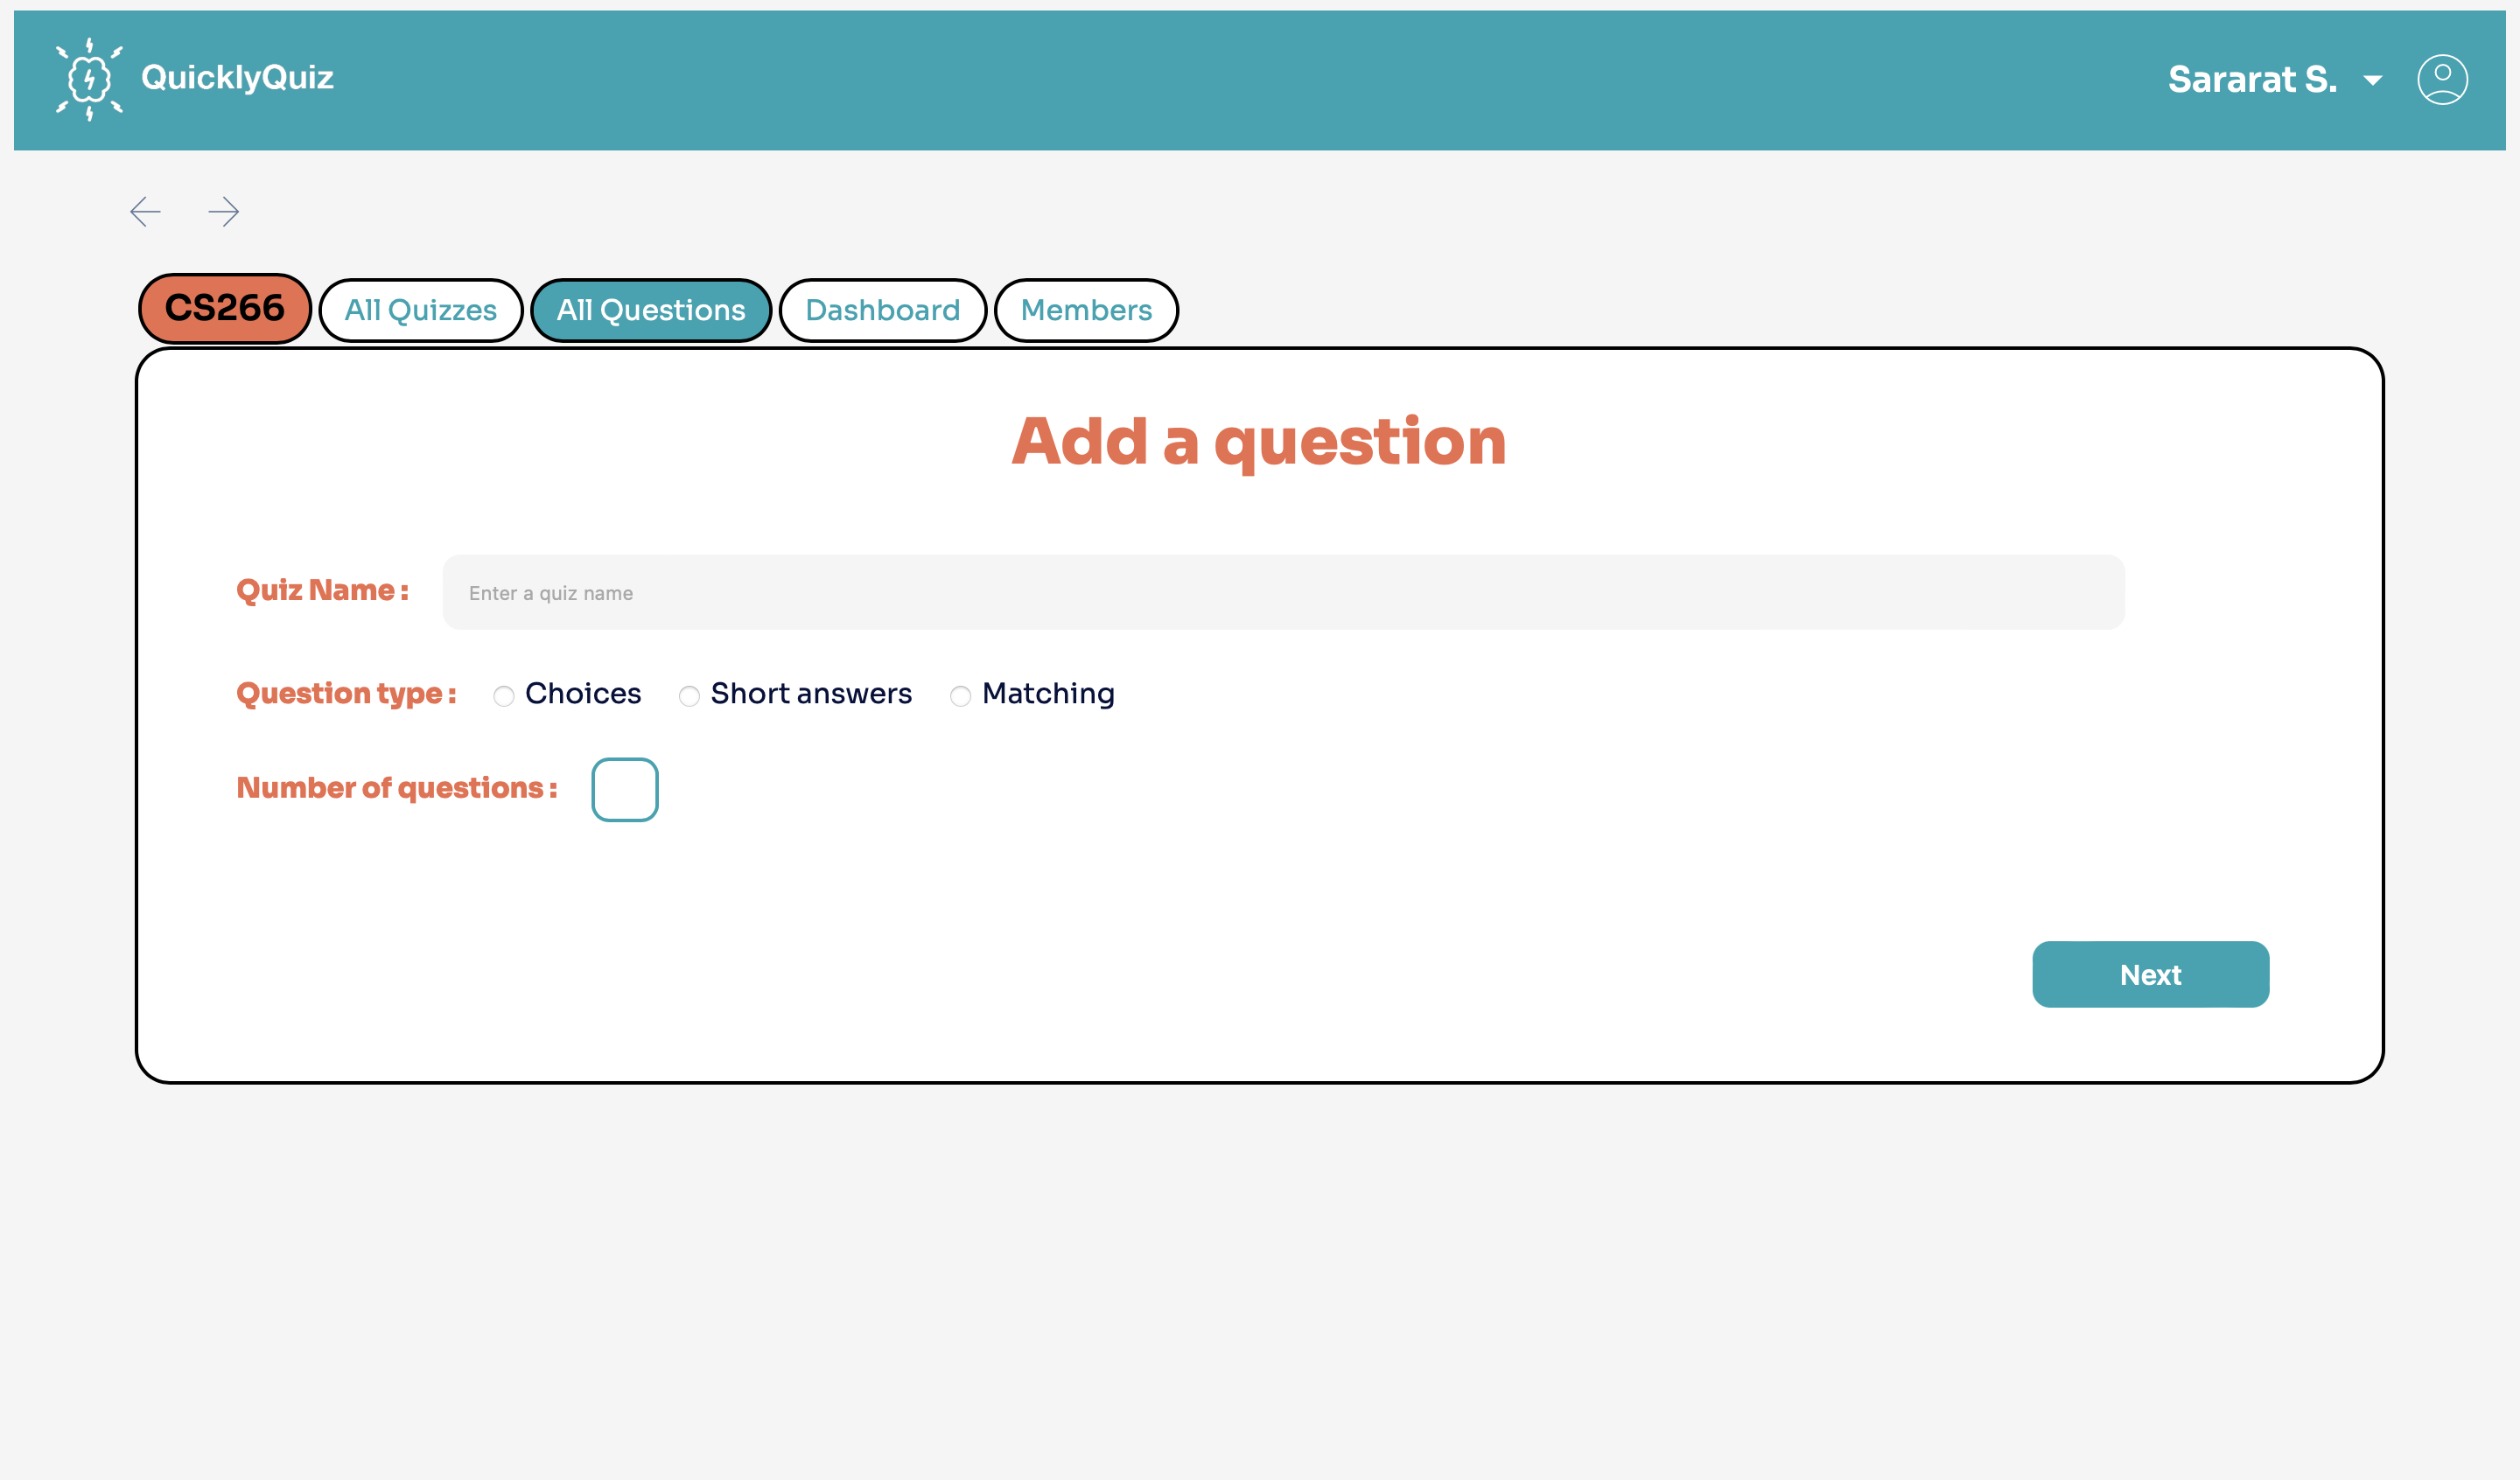 QuicklyQuiz
Sararat S.
CS266 All Quizzes All Questions Dashboard Members
Add a question
Quiz Name :
Enter a quiz name
Question type : Choices Short answers Matching
Number of questions :
Next